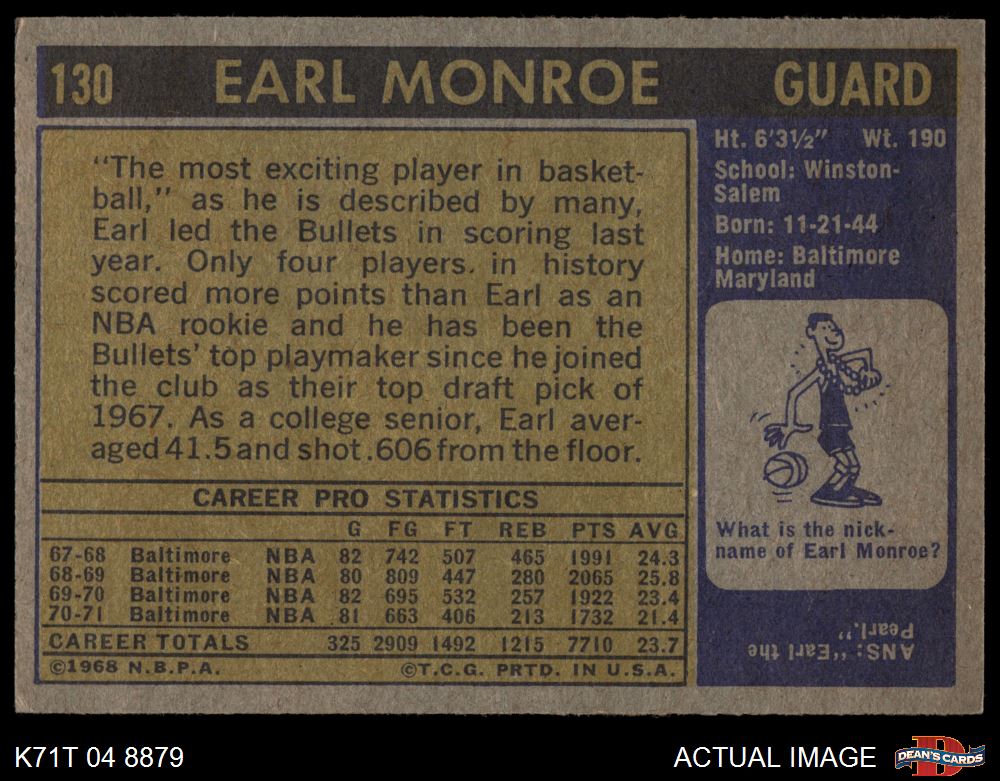 130 EARL MONROE GUARD
"The most exciting player in basket-
ball," as he is described by many,
Earl led the Bullets in scoring last
year. Only four players. in history
scored more points than Earl as an
NBA rookie and he has been the
Bullets' top playmaker since he joined
the club as their top draft pick of
1967. As a college senior, Earl aver-
aged 41.5 and shot .606 from the floor.
CAREER PRO STATISTICS
G FG FT REB PTS AVG
67-68 Baltimore NBA 82 742 507 465 1991 24.3
68-69 Baltimore NBA 80 809 447 280 2065 25.8
69-70 Baltimore NBA 82 695 532 257 1922 23.4
70-71 Baltimore NBA 81 663 406 213 1732 21.4
CAREER TOTALS 325 2909 1492 1215 7710 23.7
©1968 N.B.P.A. ©T.C.G. PRTD. IN U.S.A.
Ht. 6'3½" Wt. 190
School: Winston-
Salem
Born: 11-21-44
Home: Baltimore
Maryland
What is the nick-
name of Earl Monroe?
ANS: "Earl the
Pearl."
K71T 04 8879
ACTUAL IMAGE
DEAN'S CARDS